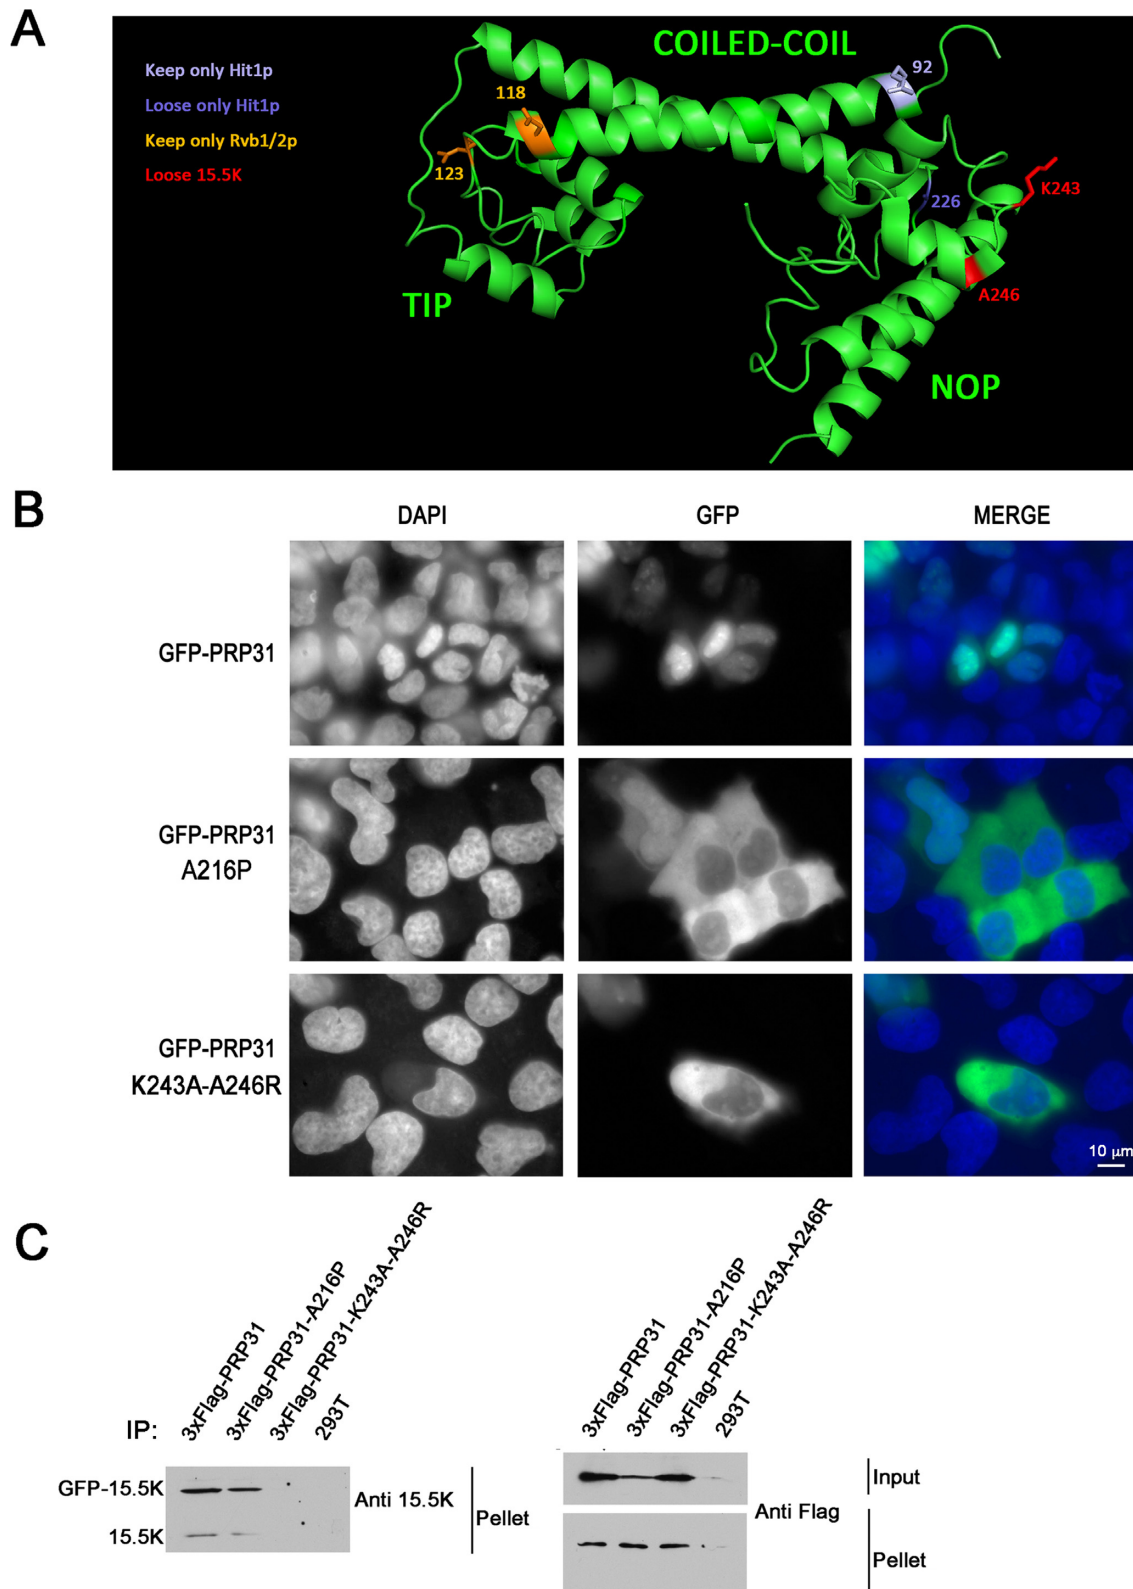 A
COILED-COIL
Keep only Hit1p
Loose only Hit1p
Keep only Rvb1/2p
Loose 15.5K
92
118
123
226
K243
A246
TIP
NOP
B
DAPI GFP MERGE
GFP-PRP31
GFP-PRP31
A216P
GFP-PRP31
K243A-A246R
10 μm
C
IP:
3xFlag-PRP31
3xFlag-PRP31-A216P
3xFlag-PRP31-K243A-A246R
293T
GFP-15.5K
15.5K
Anti 15.5K
Pellet
3xFlag-PRP31
3xFlag-PRP31-A216P
3xFlag-PRP31-K243A-A246R
293T
Input
Anti Flag
Pellet